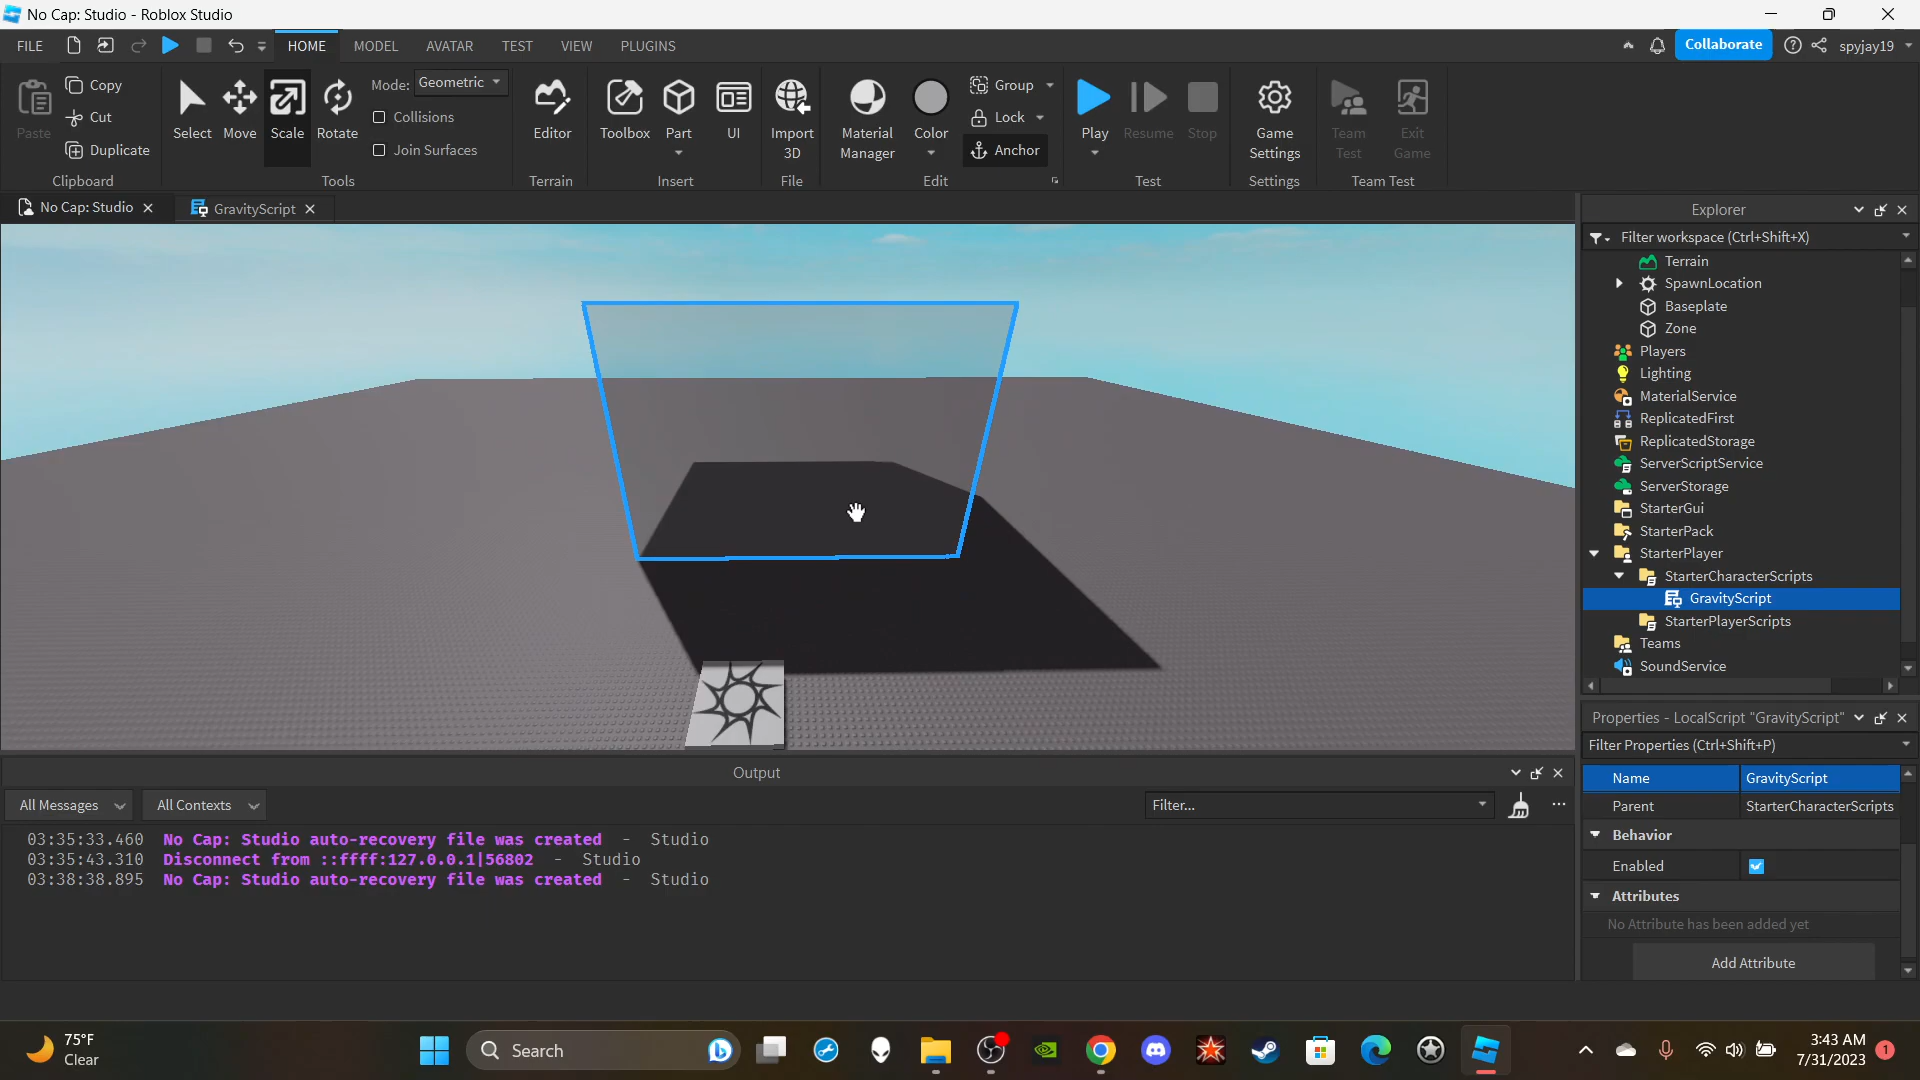 No Cap: Studio - Roblox Studio
FILE
HOME
MODEL
AVATAR
TEST
VIEW
PLUGINS
Collaborate
spyjay19
Paste
Copy
Cut
Duplicate
Clipboard
Select
Move
Scale
Rotate
Mode: Geometric
Collisions
Join Surfaces
Tools
Editor
Terrain
Toolbox
Part
UI
Insert
Import
3D
File
Material
Manager
Color
Group
Lock
Anchor
Edit
Play
Resume
Stop
Test
Game
Settings
Settings
Team
Test
Exit
Game
Team Test
No Cap: Studio
GravityScript
Explorer
Filter workspace (Ctrl+Shift+X)
Terrain
SpawnLocation
Baseplate
Zone
Players
Lighting
MaterialService
ReplicatedFirst
ReplicatedStorage
ServerScriptService
ServerStorage
StarterGui
StarterPack
StarterPlayer
StarterCharacterScripts
GravityScript
StarterPlayerScripts
Teams
SoundService
Properties - LocalScript "GravityScript"
Filter Properties (Ctrl+Shift+P)
Name GravityScript
Parent StarterCharacterScripts
Behavior
Enabled
Attributes
No Attribute has been added yet
Add Attribute
Output
All Messages
All Contexts
Filter...
03:35:33.460 No Cap: Studio auto-recovery file was created - Studio
03:35:43.310 Disconnect from ::ffff:127.0.0.1|56802 - Studio
03:38:38.895 No Cap: Studio auto-recovery file was created - Studio
75°F
Clear
Search
3:43 AM
7/31/2023
1